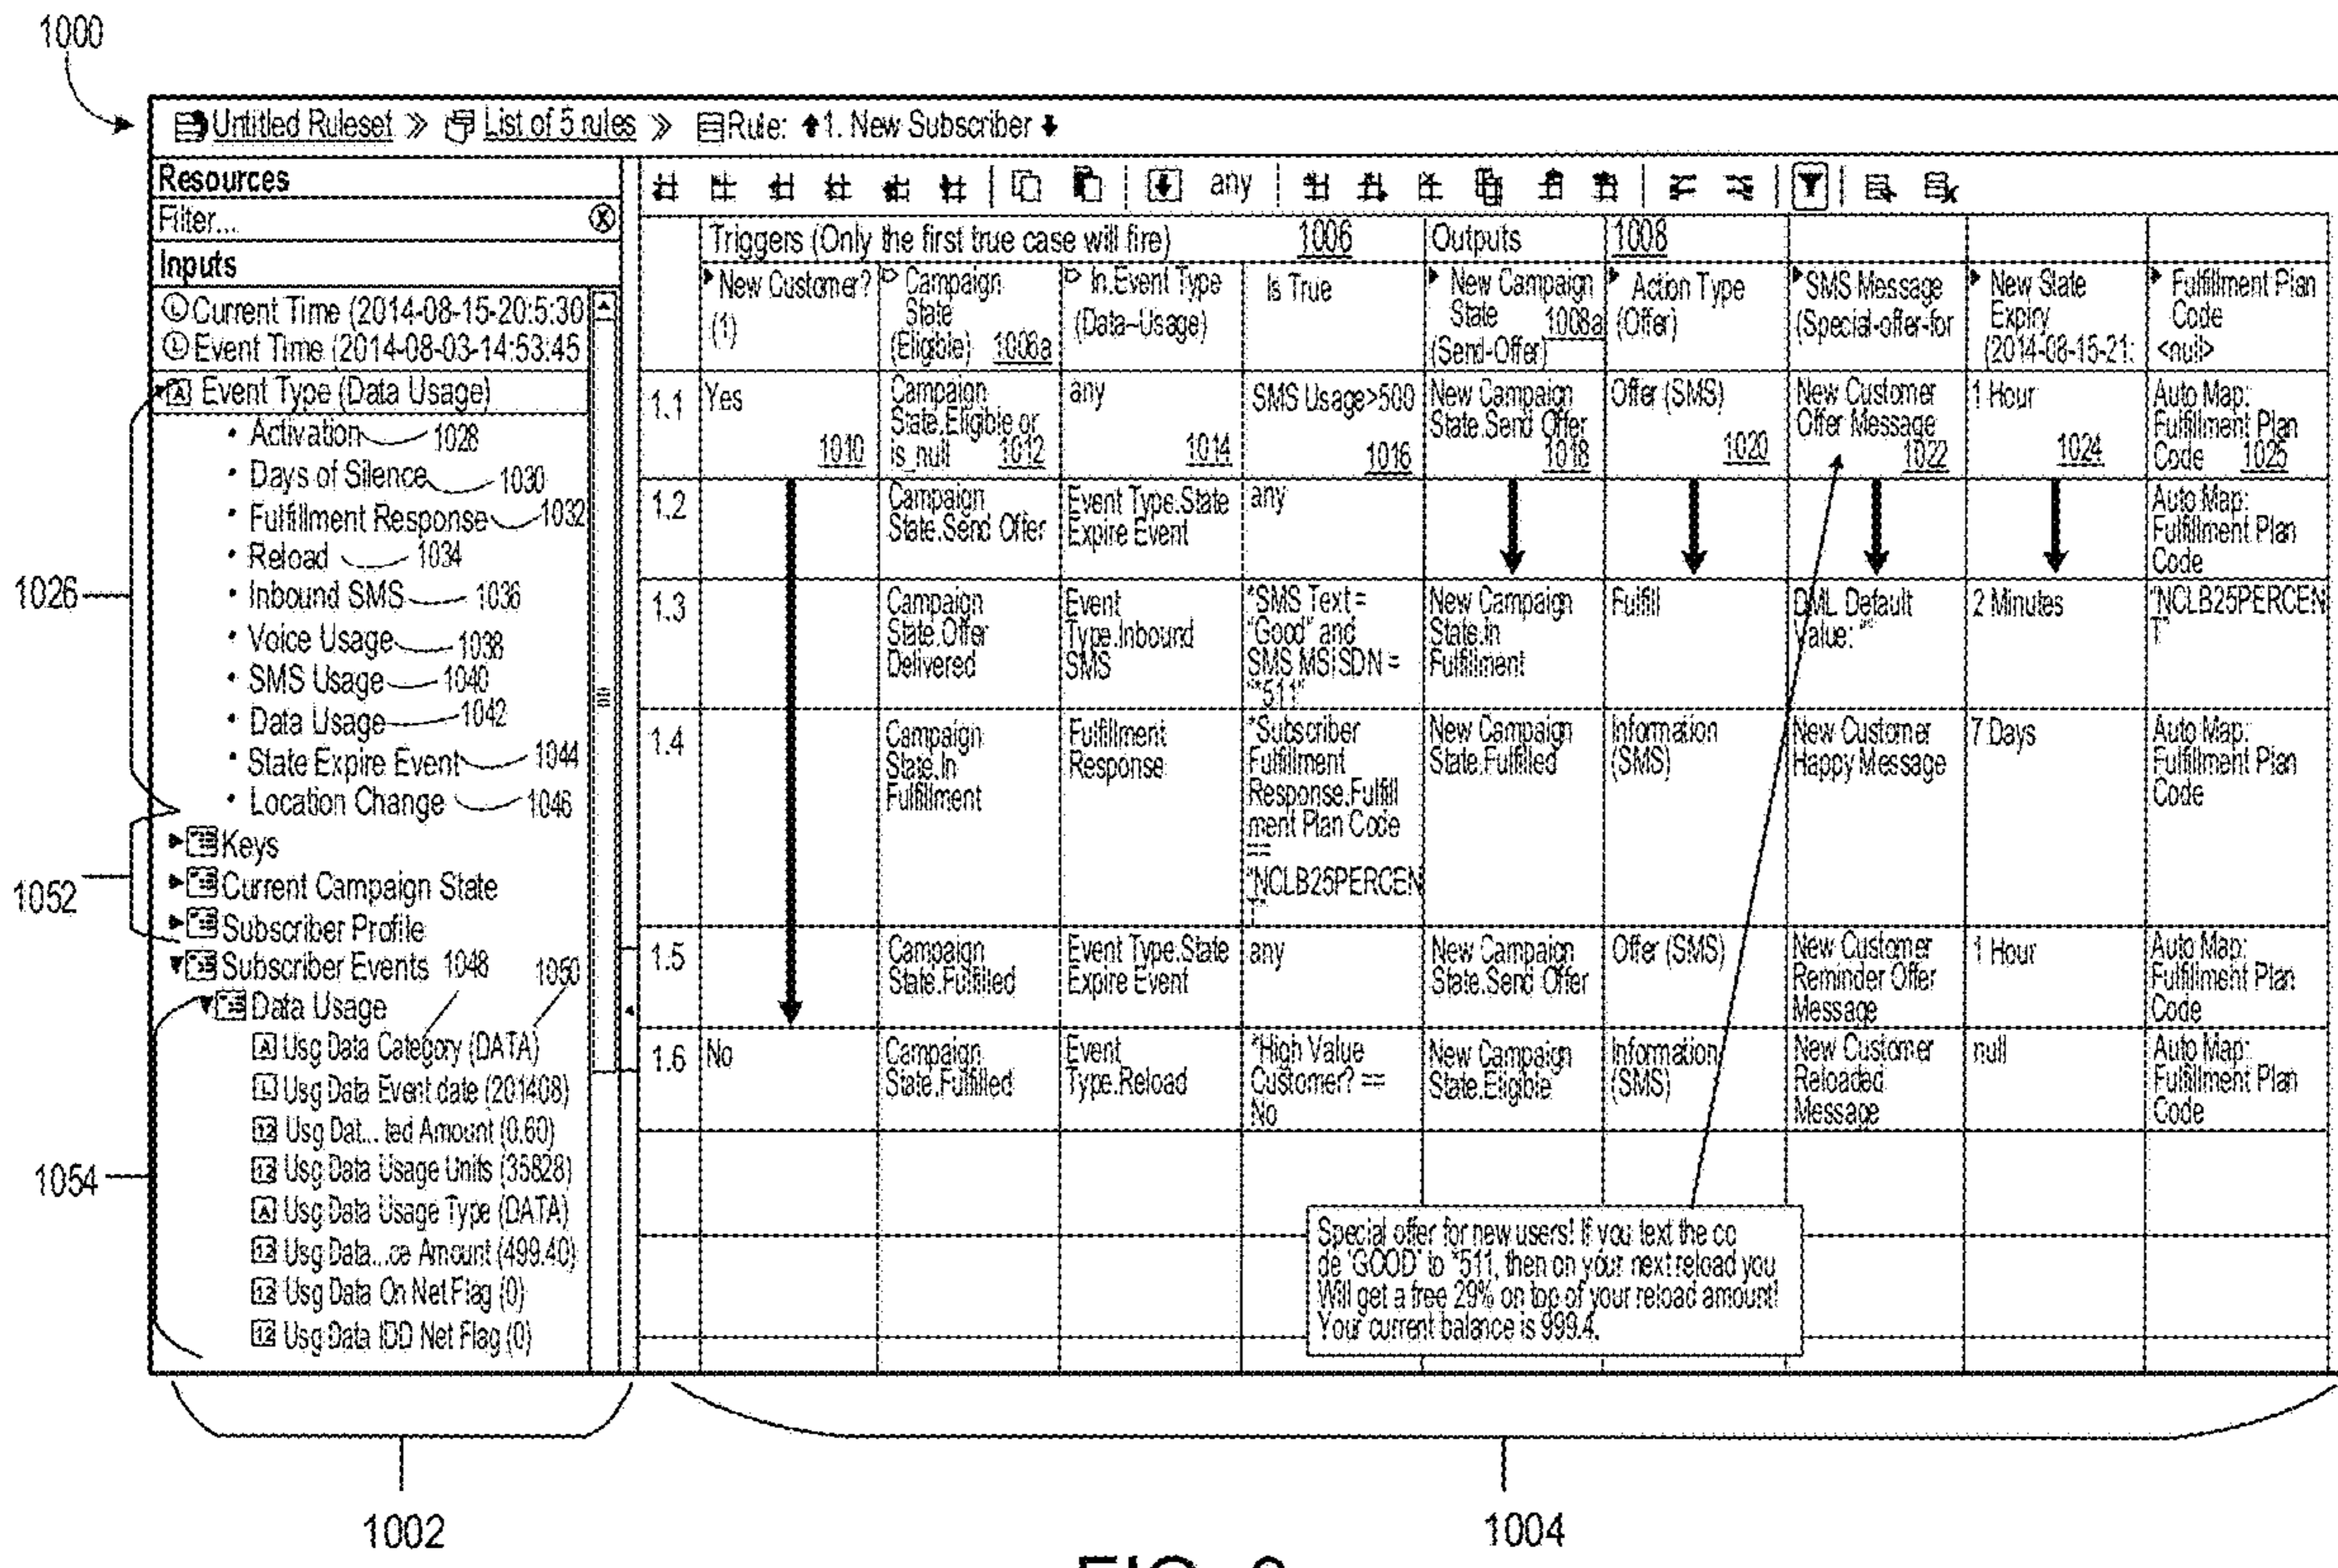 1000
Untitled Ruleset » List of 5 rules » Rule: 1. New Subscriber
Resources
Filter...
Inputs
Current Time (2014-08-15-20:5:30
Event Time (2014-08-03-14:53:45
Event Type (Data Usage)
• Activation 1028
• Days of Silence 1030
• Fulfillment Response 1032
• Reload 1034
• Inbound SMS 1036
• Voice Usage 1038
• SMS Usage 1040
• Data Usage 1042
• State Expire Event 1044
• Location Change 1046
1026
Keys
Current Campaign State
Subscriber Profile
1052
Subscriber Events 1048 1050
Data Usage
Usg Data Category (DATA)
Usg Data Event date (201408)
Usg Dat... ted Amount (0.60)
Usg Data Usage Units (35828)
Usg Data Usage Type (DATA)
Usg Data...ce Amount (499.40)
Usg Data On Net Flag (0)
Usg Data IDD Net Flag (0)
1054
any
Triggers (Only the first true case will fire) 1006 Outputs 1008
New Customer?
(1)
Campaign
State
(Eligible) 1006a
In.Event Type
(Data-Usage)
Is True
New Campaign
State 1008a
(Send-Offer)
Action Type
(Offer)
SMS Message
(Special-offer-for
New State
Expiry
(2014-08-15-21:
Fulfillment Plan
Code
<null>
1.1
Yes
1010
Campaign
State.Eligible or
is_null 1012
any
1014
SMS Usage>500
1016
New Campaign
State.Send Offer
1018
Offer (SMS)
1020
New Customer
Offer Message
1022
1 Hour
1024
Auto Map:
Fulfillment Plan
Code 1025
1.2
Campaign
State.Send Offer
Event Type.State
Expire Event
any
Auto Map:
Fulfillment Plan
Code
1.3
Campaign
State.Offer
Delivered
Event
Type.Inbound
SMS
*SMS Text =
"Good" and
SMS MSISDN =
"*511"
New Campaign
State.In
Fulfillment
Fulfill
DML Default
Value: ""
2 Minutes
"NCLB25PERCEN
T"
1.4
Campaign
State.In
Fulfillment
Fulfillment
Response
*Subscriber
Fulfillment
Response.Fulfill
ment Plan Code
==
"NCLB25PERCEN
T"
New Campaign
State.Fulfilled
Information
(SMS)
New Customer
Happy Message
7 Days
Auto Map:
Fulfillment Plan
Code
1.5
Campaign
State.Fulfilled
Event Type.State
Expire Event
any
New Campaign
State.Send Offer
Offer (SMS)
New Customer
Reminder Offer
Message
1 Hour
Auto Map:
Fulfillment Plan
Code
1.6
No
Campaign
State.Fulfilled
Event
Type.Reload
*High Value
Customer? ==
No
New Campaign
State.Eligible
Information
(SMS)
New Customer
Reloaded
Message
null
Auto Map:
Fulfillment Plan
Code
Special offer for new users! If you text the co
de 'GOOD' to *511, then on your next reload you
Will get a free 29% on top of your reload amount!
Your current balance is 999.4.
1002
1004